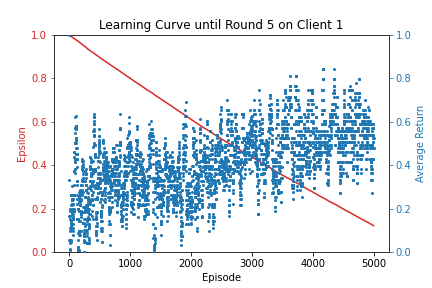 Learning Curve until Round 5 on Client 1
1.0 1.0
0.8 0.8
0.6 0.6
Epsilon Average Return
0.4 0.4
0.2 0.2
0.0 0.0
0 1000 2000 3000 4000 5000
Episode